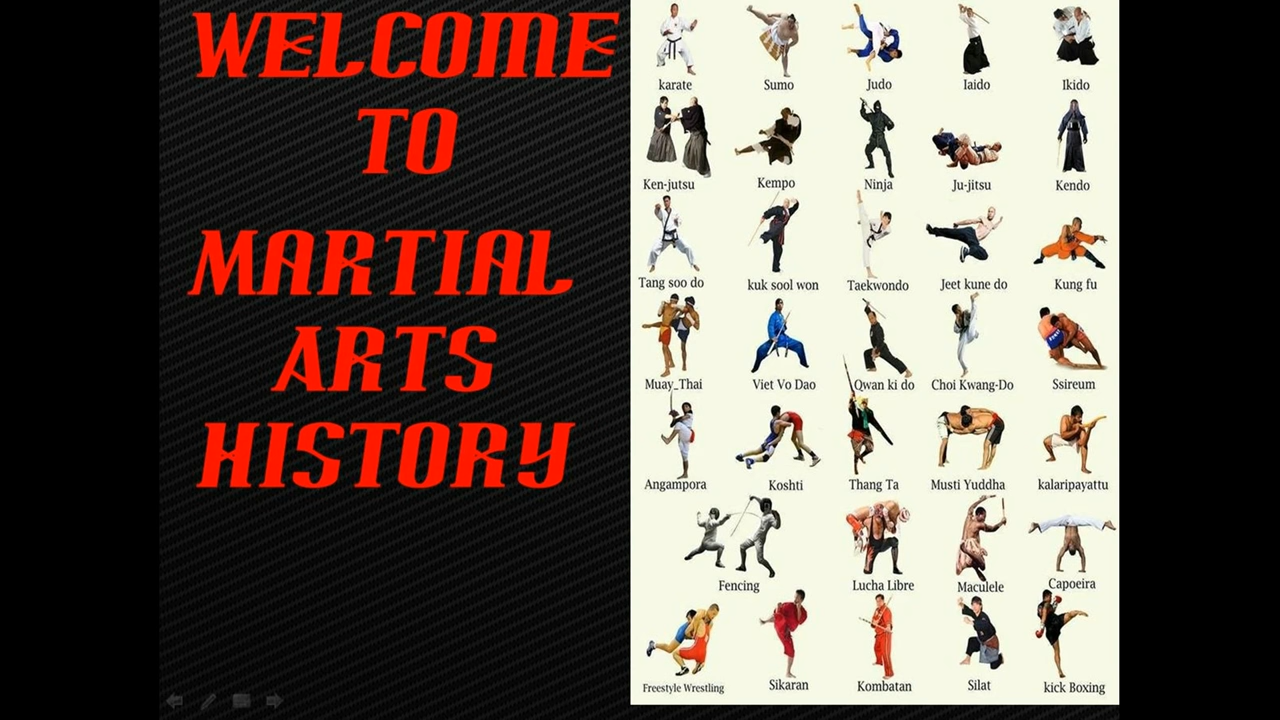 WELCOME
TO
MARTIAL
ARTS
HISTORY
karate Sumo Judo Iaido Ikido
Ken-jutsu Kempo Ninja Ju-jitsu Kendo
Tang soo do kuk sool won Taekwondo Jeet kune do Kung fu
Muay_Thai Viet Vo Dao Qwan ki do Choi Kwang-Do Ssireum
Angampora Koshti Thang Ta Musti Yuddha kalaripayattu
Fencing Lucha Libre Maculele Capoeira
Freestyle Wrestling Sikaran Kombatan Silat kick Boxing